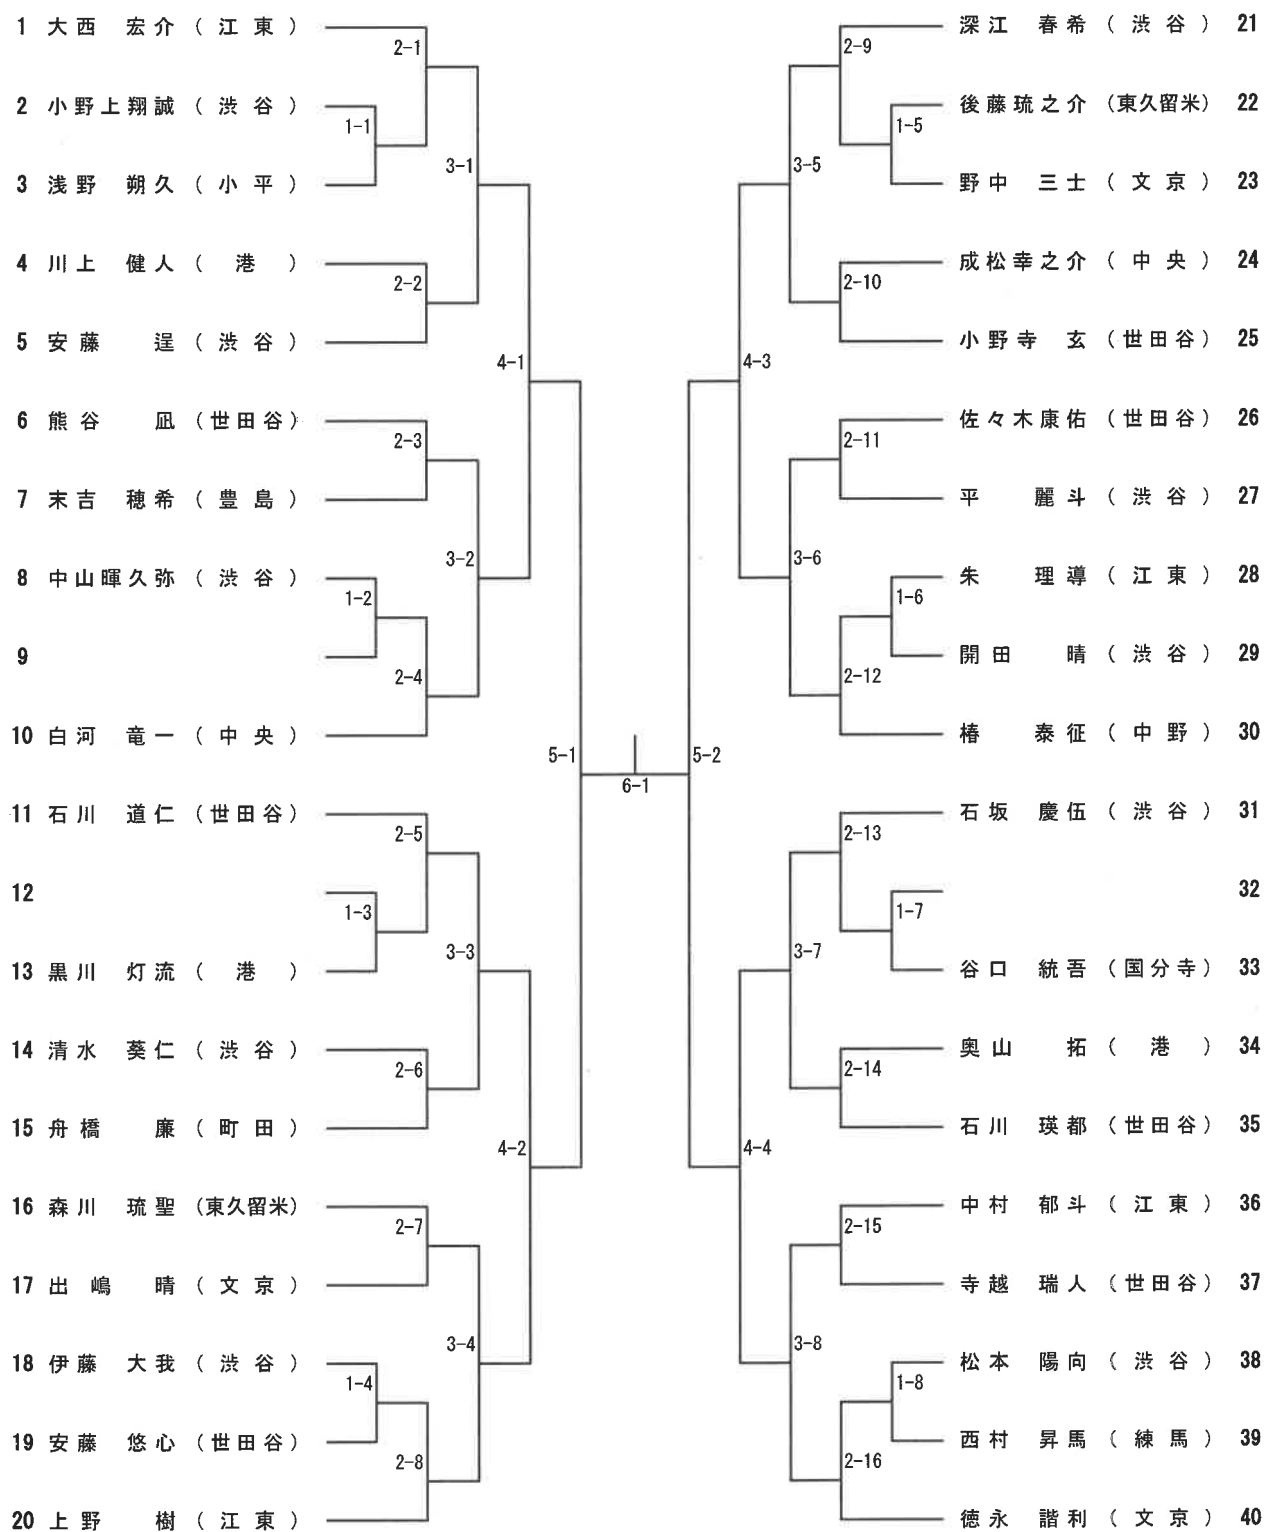 1 大西 宏介 (江東)
2-1
2 小野上翔誠 (渋谷)
1-1
3 浅野 朔久 (小平)
3-1
4 川上 健人 (港)
2-2
5 安藤 逞 (渋谷)
4-1
6 熊谷 凪 (世田谷)
2-3
7 末吉 穂希 (豊島)
3-2
8 中山暉久弥 (渋谷)
1-2
9
2-4
10 白河 竜一 (中央)
5-1
11 石川 道仁 (世田谷)
2-5
12
1-3
13 黒川 灯流 (港)
3-3
14 清水 葵仁 (渋谷)
2-6
15 舟橋 廉 (町田)
4-2
16 森川 琉聖 (東久留米)
2-7
17 出嶋 晴 (文京)
3-4
18 伊藤 大我 (渋谷)
1-4
19 安藤 悠心 (世田谷)
2-8
20 上野 樹 (江東)
6-1
深江 春希 (渋谷) 21
2-9
後藤琉之介 (東久留米) 22
1-5
3-5
野中 三士 (文京) 23
成松幸之介 (中央) 24
2-10
小野寺 玄 (世田谷) 25
4-3
佐々木康佑 (世田谷) 26
2-11
平 麗斗 (渋谷) 27
3-6
朱 理導 (江東) 28
1-6
開田 晴 (渋谷) 29
2-12
椿 泰征 (中野) 30
5-2
石坂 慶伍 (渋谷) 31
2-13
32
1-7
3-7
谷口 統吾 (国分寺) 33
奥山 拓 (港) 34
2-14
石川 瑛都 (世田谷) 35
4-4
中村 郁斗 (江東) 36
2-15
寺越 瑞人 (世田谷) 37
3-8
松本 陽向 (渋谷) 38
1-8
西村 昇馬 (練馬) 39
2-16
徳永 諧利 (文京) 40